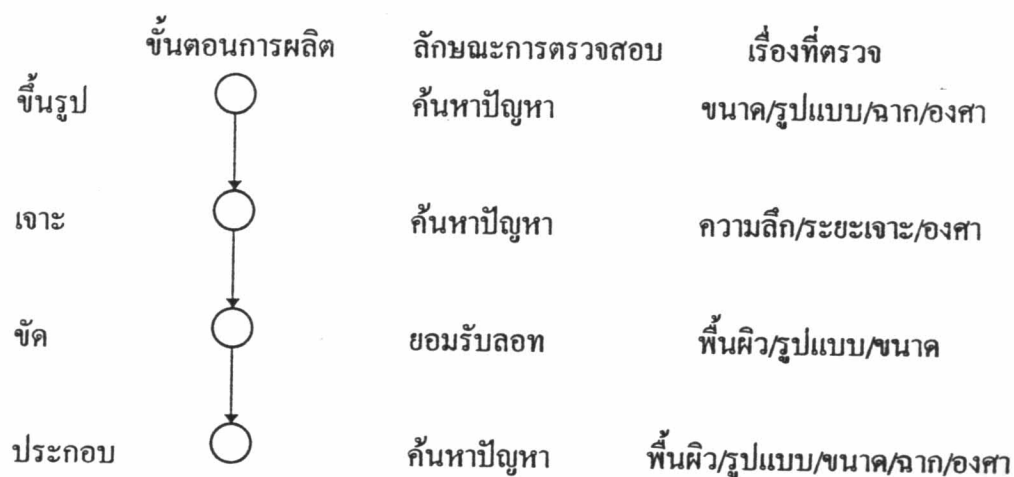 ขั้นตอนการผลิต ลักษณะการตรวจสอบ เรื่องที่ตรวจ
ขึ้นรูป ค้นหาปัญหา ขนาด/รูปแบบ/ฉาก/องศา
เจาะ ค้นหาปัญหา ความลึก/ระยะเจาะ/องศา
ขัด ยอมรับลอท พื้นผิว/รูปแบบ/ขนาด
ประกอบ ค้นหาปัญหา พื้นผิว/รูปแบบ/ขนาด/ฉาก/องศา